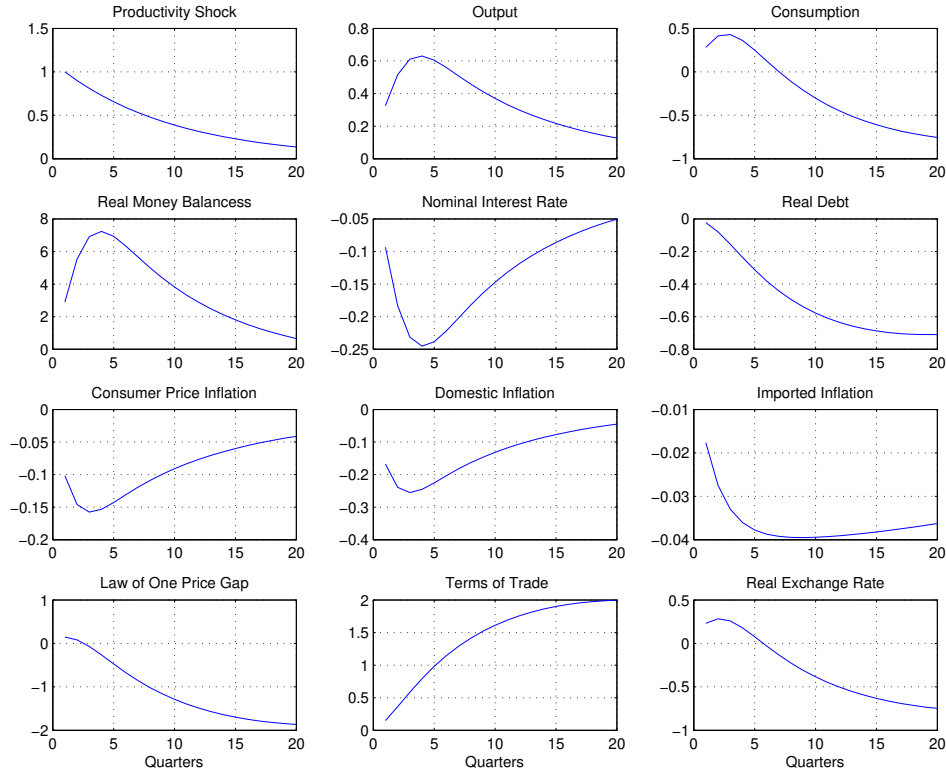 Productivity Shock
Output
Consumption
1.5
1
0.5
0
0 5 10 15 20
0.8
0.6
0.4
0.2
0
0 5 10 15 20
0.5
0
−0.5
−1
0 5 10 15 20
Real Money Balancess
Nominal Interest Rate
Real Debt
8
6
4
2
0
0 5 10 15 20
−0.05
−0.1
−0.15
−0.2
−0.25
0 5 10 15 20
0
−0.2
−0.4
−0.6
−0.8
0 5 10 15 20
Consumer Price Inflation
Domestic Inflation
Imported Inflation
0
−0.05
−0.1
−0.15
−0.2
0 5 10 15 20
0
−0.1
−0.2
−0.3
−0.4
0 5 10 15 20
−0.01
−0.02
−0.03
−0.04
0 5 10 15 20
Law of One Price Gap
Terms of Trade
Real Exchange Rate
1
0
−1
−2
0 5 10 15 20
Quarters
2
1.5
1
0.5
0
0 5 10 15 20
Quarters
0.5
0
−0.5
−1
0 5 10 15 20
Quarters